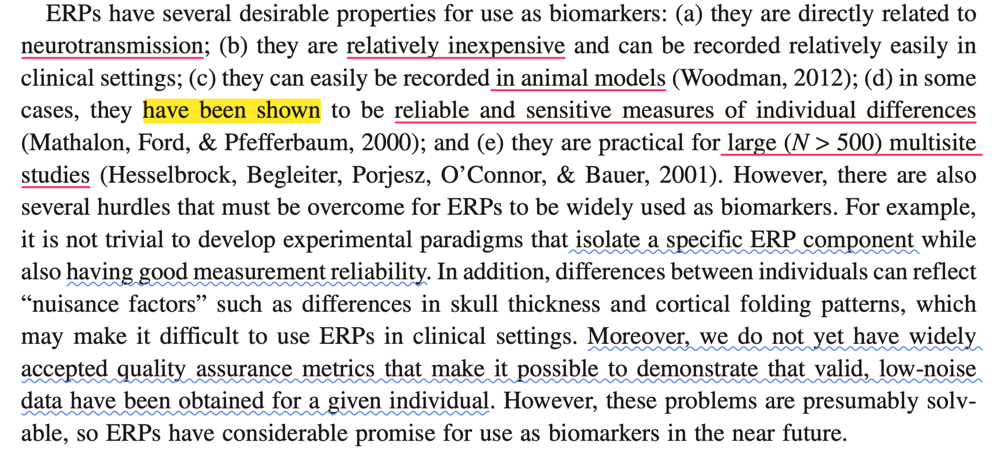 ERPs have several desirable properties for use as biomarkers: (a) they are directly related to
neurotransmission; (b) they are relatively inexpensive and can be recorded relatively easily in
clinical settings; (c) they can easily be recorded in animal models (Woodman, 2012); (d) in some
cases, they have been shown to be reliable and sensitive measures of individual differences
(Mathalon, Ford, & Pfefferbaum, 2000); and (e) they are practical for large (N > 500) multisite
studies (Hesselbrock, Begleiter, Porjesz, O’Connor, & Bauer, 2001). However, there are also
several hurdles that must be overcome for ERPs to be widely used as biomarkers. For example,
it is not trivial to develop experimental paradigms that isolate a specific ERP component while
also having good measurement reliability. In addition, differences between individuals can reflect
“nuisance factors” such as differences in skull thickness and cortical folding patterns, which
may make it difficult to use ERPs in clinical settings. Moreover, we do not yet have widely
accepted quality assurance metrics that make it possible to demonstrate that valid, low-noise
data have been obtained for a given individual. However, these problems are presumably solv-
able, so ERPs have considerable promise for use as biomarkers in the near future.